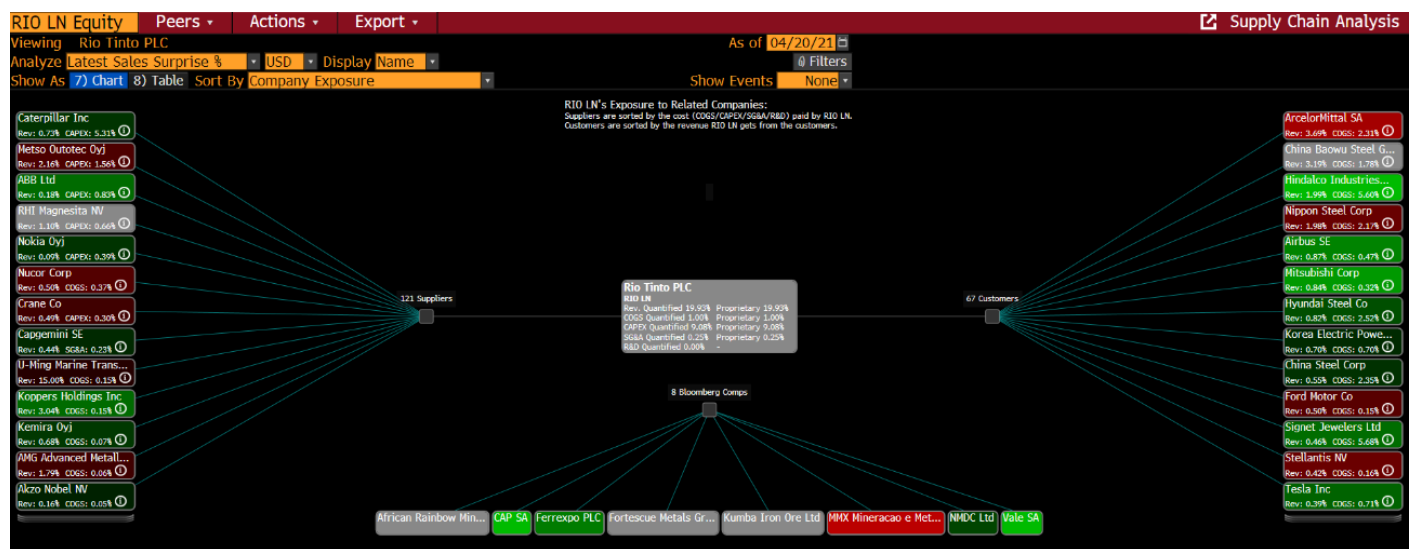 RIO LN Equity Peers Actions Export Supply Chain Analysis
Viewing Rio Tinto PLC As of 04/20/21
Analyze Latest Sales Surprise % USD Display Name Filters
Show As 7) Chart 8) Table Sort By Company Exposure Show Events None
RIO LN's Exposure to Related Companies:
Suppliers are sorted by the cost (COGS/CAPEX/SG&A/R&D) paid by RIO LN.
Customers are sorted by the revenue RIO LN gets from the customers.
Caterpillar Inc
Rev: 0.73% CAPEX: 5.31%
Metso Outotec Oyj
Rev: 2.16% CAPEX: 1.56%
ABB Ltd
Rev: 0.18% CAPEX: 0.83%
RHI Magnesita NV
Rev: 1.10% CAPEX: 0.66%
Nokia Oyj
Rev: 0.09% CAPEX: 0.39%
Nucor Corp
Rev: 0.50% COGS: 0.37%
Crane Co
Rev: 0.49% CAPEX: 0.30%
Capgemini SE
Rev: 0.44% SG&A: 0.23%
U-Ming Marine Trans...
Rev: 15.00% COGS: 0.15%
Koppers Holdings Inc
Rev: 3.04% COGS: 0.15%
Kemira Oyj
Rev: 0.68% COGS: 0.07%
AMG Advanced Metall...
Rev: 1.79% COGS: 0.06%
Akzo Nobel NV
Rev: 0.16% COGS: 0.05%
121 Suppliers
Rio Tinto PLC
RIO LN
Rev. Quantified 19.93% Proprietary 19.93%
COGS Quantified 1.00% Proprietary 1.00%
CAPEX Quantified 9.08% Proprietary 9.08%
SG&A Quantified 0.25% Proprietary 0.25%
R&D Quantified 0.00% -
67 Customers
ArcelorMittal SA
Rev: 3.69% COGS: 2.31%
China Baowu Steel G...
Rev: 3.19% COGS: 1.78%
Hindalco Industries...
Rev: 1.99% COGS: 5.60%
Nippon Steel Corp
Rev: 1.98% COGS: 2.17%
Airbus SE
Rev: 0.87% COGS: 0.47%
Mitsubishi Corp
Rev: 0.84% COGS: 0.32%
Hyundai Steel Co
Rev: 0.82% COGS: 2.52%
Korea Electric Powe...
Rev: 0.70% COGS: 0.70%
China Steel Corp
Rev: 0.55% COGS: 2.35%
Ford Motor Co
Rev: 0.50% COGS: 0.15%
Signet Jewelers Ltd
Rev: 0.46% COGS: 5.68%
Stellantis NV
Rev: 0.42% COGS: 0.16%
Tesla Inc
Rev: 0.39% COGS: 0.71%
8 Bloomberg Comps
African Rainbow Min... CAP SA Ferrexpo PLC Fortescue Metals Gr... Kumba Iron Ore Ltd MMX Mineracao e Met... NMDC Ltd Vale SA